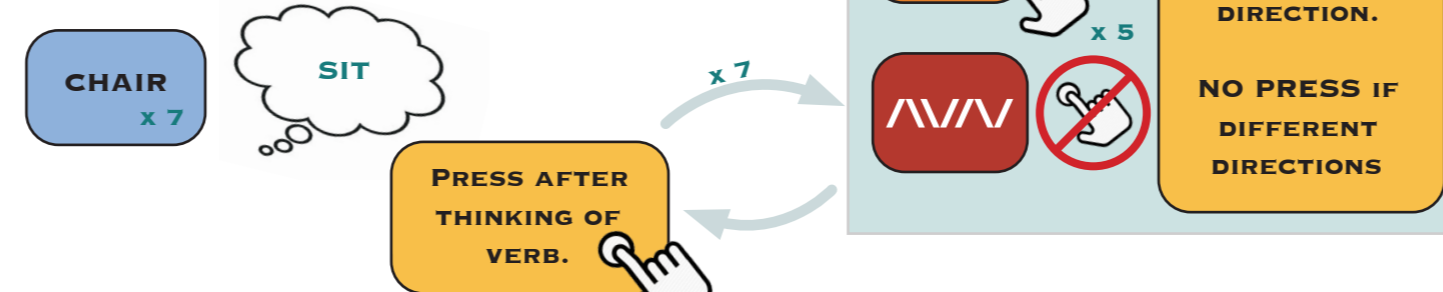 CHAIR
x 7
SIT
PRESS AFTER
THINKING OF
VERB.
x 7
x 5
DIRECTION.
NO PRESS IF
DIFFERENT
DIRECTIONS